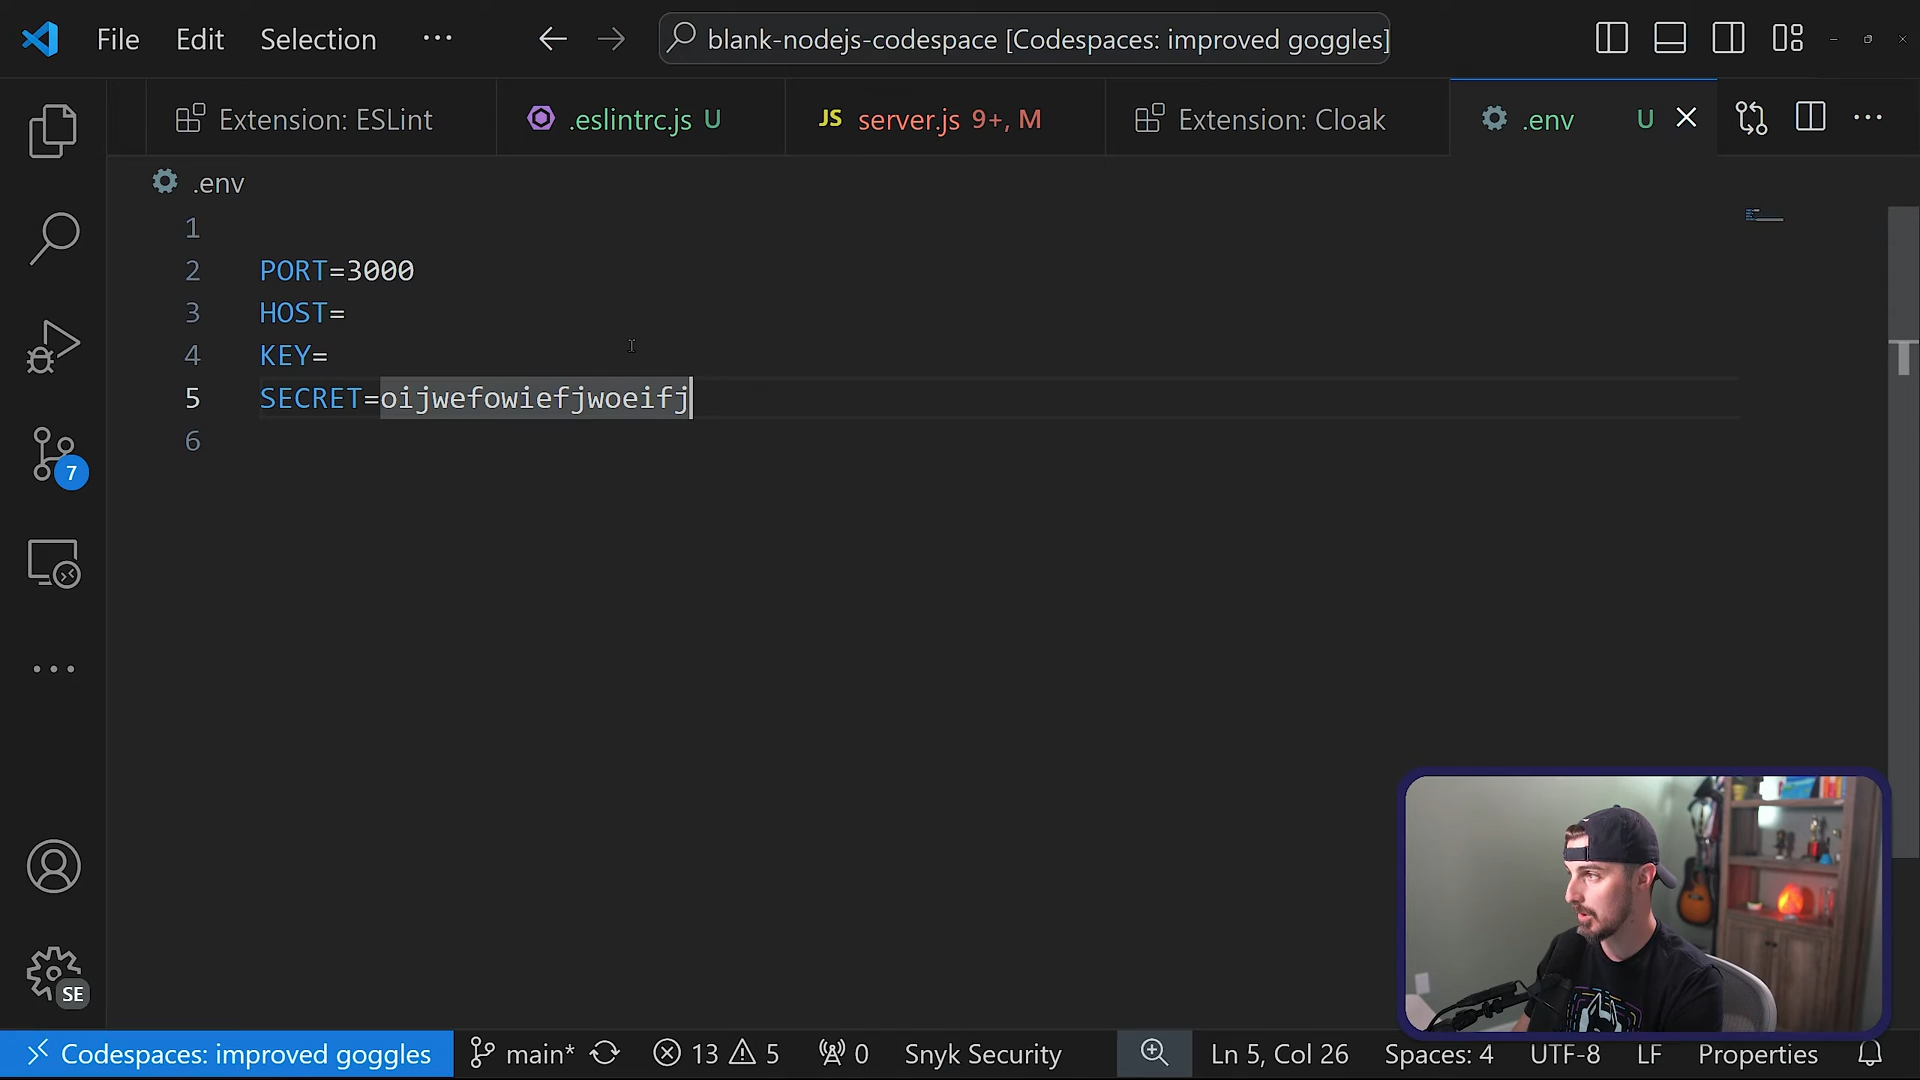 File Edit Selection ··· blank-nodejs-codespace [Codespaces: improved goggles]
Extension: ESLint .eslintrc.js U JS server.js 9+, M Extension: Cloak .env U
.env
1
2 PORT=3000
3 HOST=
4 KEY=
5 SECRET=oijwefowiefjwoeifj
6
7
SE
Codespaces: improved goggles main* 13 5 0 Snyk Security Ln 5, Col 26 Spaces: 4 UTF-8 LF Properties